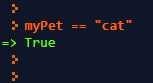 >
> myPet == "cat"
=> True
>
>